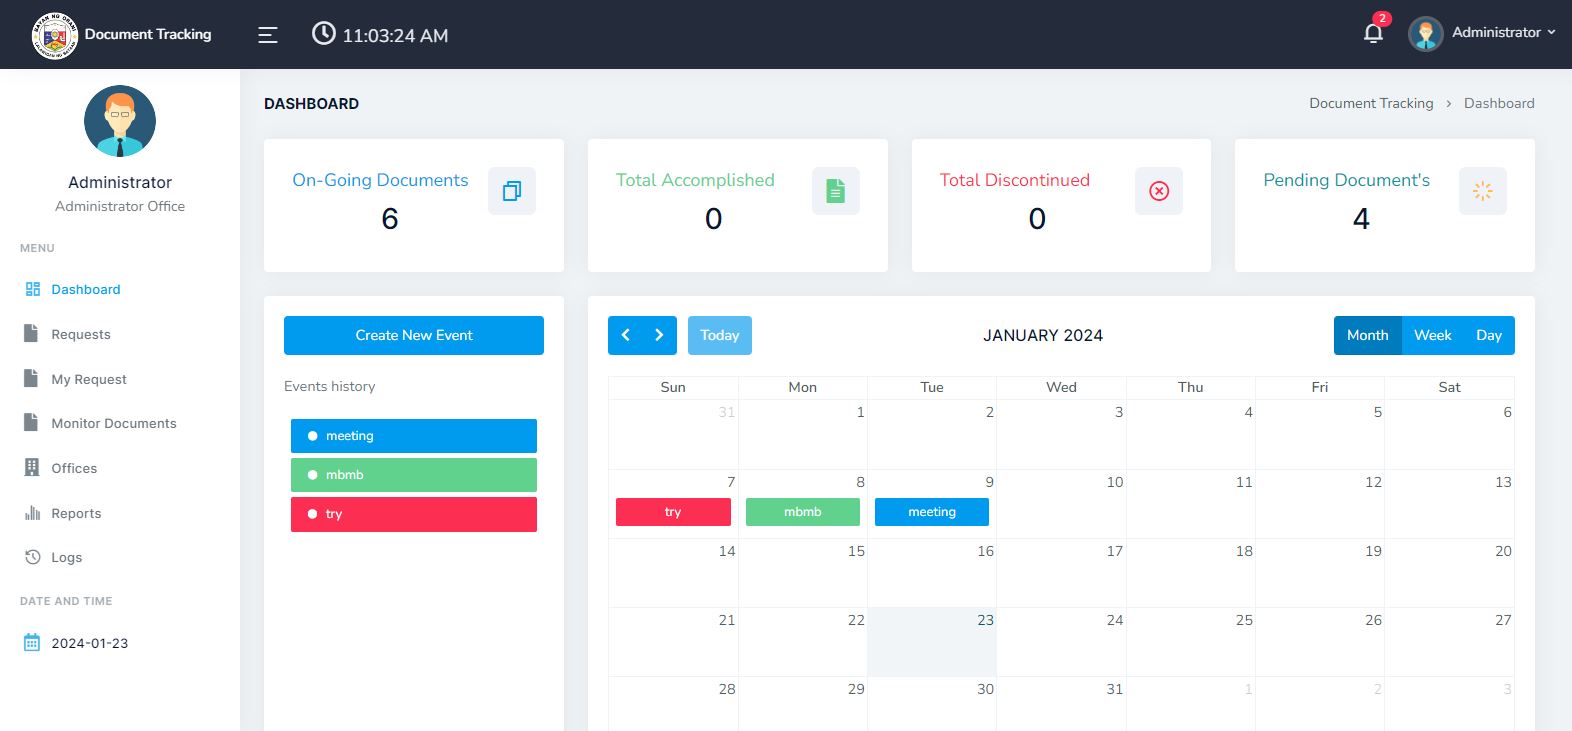 Document Tracking
11:03:24 AM
2
Administrator
Administrator
Administrator Office
MENU
Dashboard
Requests
My Request
Monitor Documents
Offices
Reports
Logs
DATE AND TIME
2024-01-23
DASHBOARD
Document Tracking > Dashboard
On-Going Documents
6
Total Accomplished
0
Total Discontinued
0
Pending Document's
4
Create New Event
Events history
meeting
mbmb
try
Today
JANUARY 2024
Month Week Day
Sun Mon Tue Wed Thu Fri Sat
31 1 2 3 4 5 6
7 8 9 10 11 12 13
try mbmb meeting
14 15 16 17 18 19 20
21 22 23 24 25 26 27
28 29 30 31 1 2 3